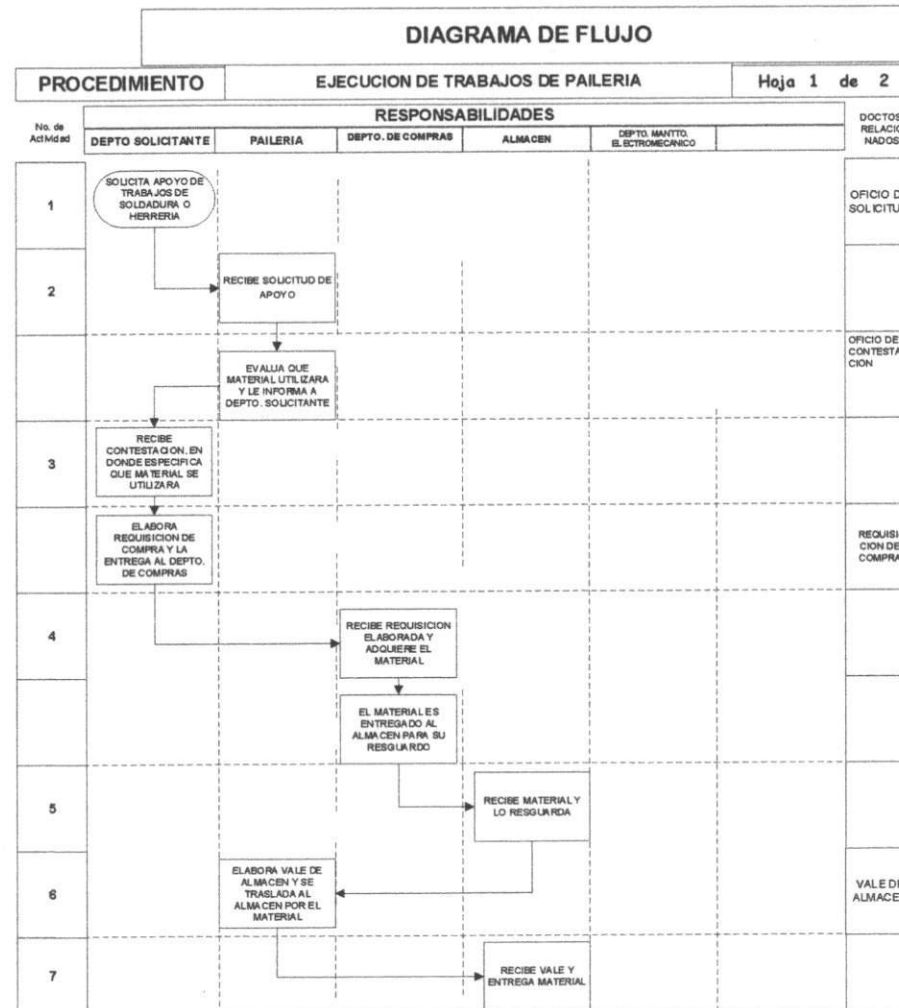 DIAGRAMA DE FLUJO
PROCEDIMIENTO
EJECUCION DE TRABAJOS DE PAILERIA
Hoja 1 de 2
No. de
Actividad
RESPONSABILIDADES
DOCTOS
RELACIO
NADOS
DEPTO SOLICITANTE
PAILERIA
DEPTO. DE COMPRAS
ALMACEN
DEPTO. MANTTO.
ELECTROMECANICO
1
SOLICITA APOYO DE
TRABAJOS DE
SOLDADURA O
HERRERIA
OFICIO D
SOLICITU
2
RECIBE SOLICITUD DE
APOYO
EVALUA QUE
MATERIAL UTILIZARA
Y LE INFORMA A
DEPTO. SOLICITANTE
OFICIO DE
CONTESTA
CION
3
RECIBE
CONTESTACION, EN
DONDE ESPECIFICA
QUE MATERIAL SE
UTILIZARA
ELABORA
REQUISICION DE
COMPRA Y LA
ENTREGA AL DEPTO.
DE COMPRAS
REQUISI
CION DE
COMPRA
4
RECIBE REQUISICION
ELABORADA Y
ADQUIERE EL
MATERIAL
EL MATERIAL ES
ENTREGADO AL
ALMACEN PARA SU
RESGUARDO
5
RECIBE MATERIAL Y
LO RESGUARDA
6
ELABORA VALE DE
ALMACEN Y SE
TRASLADA AL
ALMACEN POR EL
MATERIAL
VALE DE
ALMACE
7
RECIBE VALE Y
ENTREGA MATERIAL